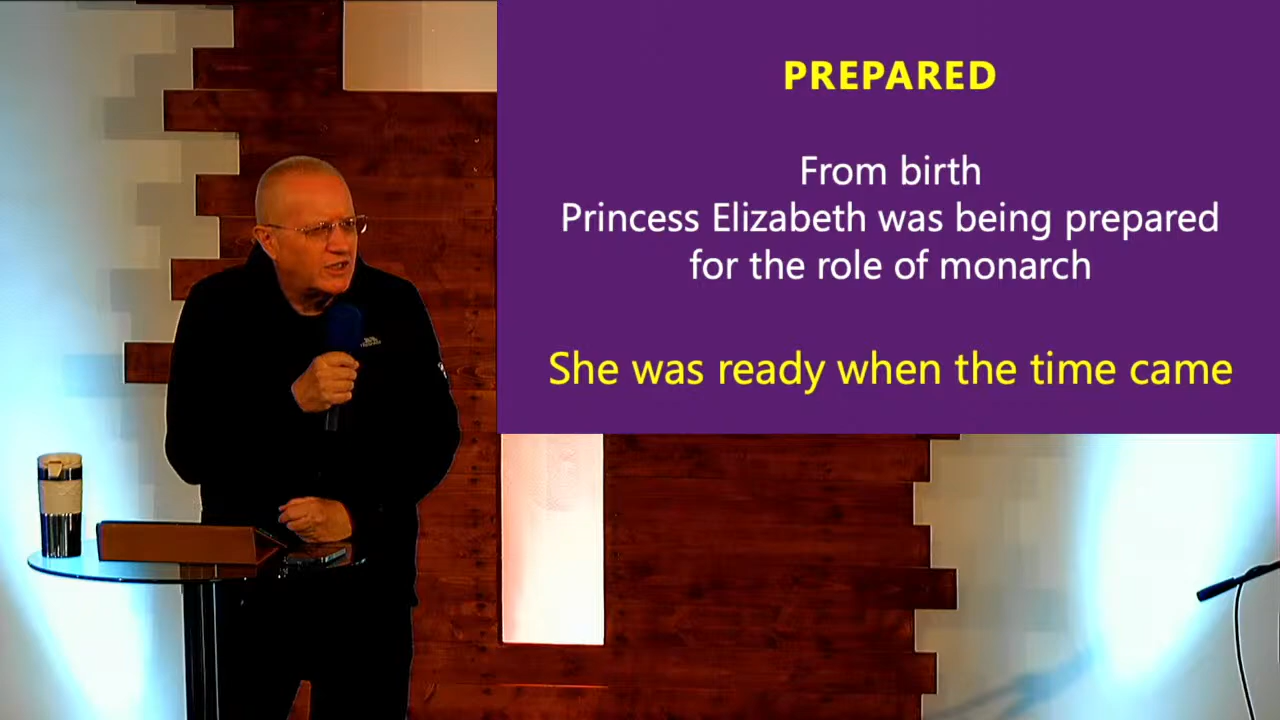 PREPARED
From birth
Princess Elizabeth was being prepared
for the role of monarch
She was ready when the time came